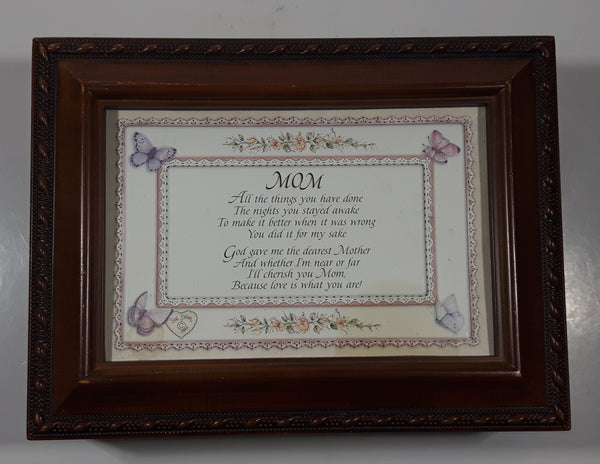 MOM
All the things you have done
The nights you stayed awake
To make it better when it was wrong
You did it for my sake
God gave me the dearest Mother
And whether I'm near or far
I'll cherish you Mom,
Because love is what you are!